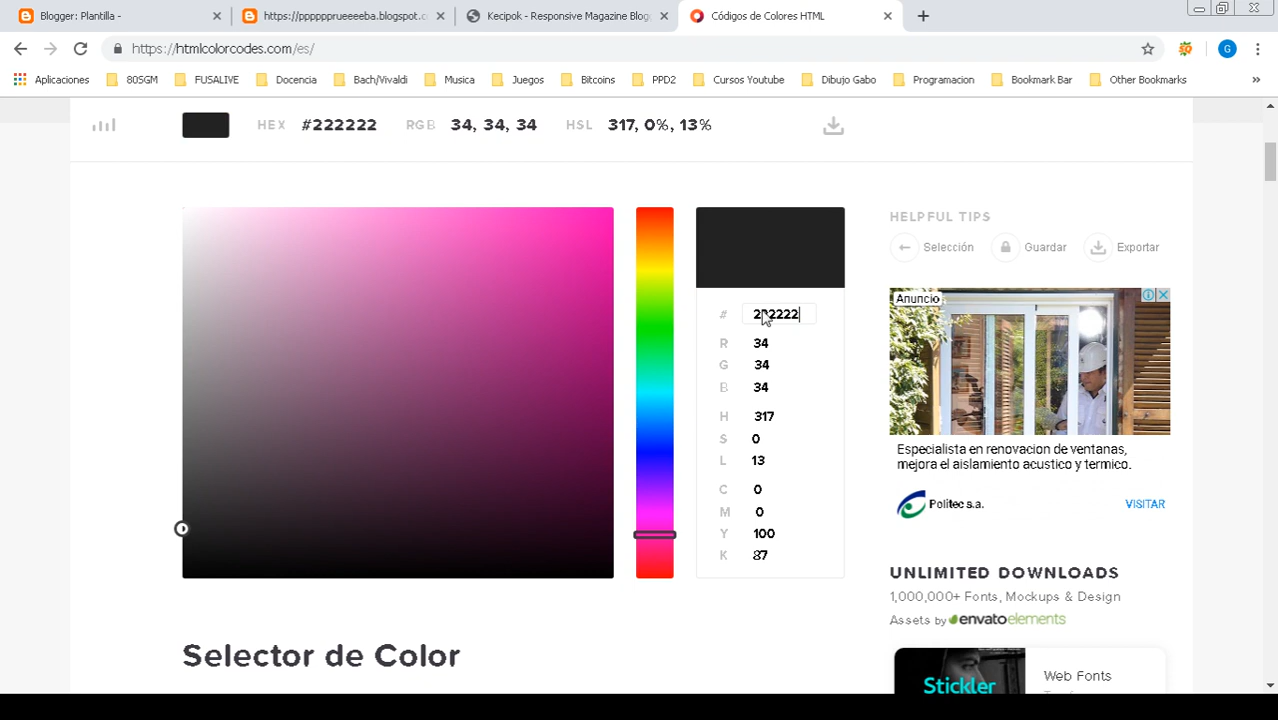 Blogger: Plantilla -
https://pppppprueeeeba.blogspot.c
Kecipok - Responsive Magazine Blog
Códigos de Colores HTML
https://htmlcolorcodes.com/es/
G
Aplicaciones
80SGM
FUSALIVE
Docencia
Bach/Vivaldi
Musica
Juegos
Bitcoins
PPD2
Cursos Youtube
Dibujo Gabo
Programacion
Bookmark Bar
Other Bookmarks
HEX #222222 RGB 34, 34, 34 HSL 317, 0%, 13%
# 222222
R 34
G 34
B 34
H 317
S 0
L 13
C 0
M 0
Y 100
K 87
HELPFUL TIPS
Selección Guardar Exportar
Anuncio
Especialista en renovacion de ventanas,
mejora el aislamiento acustico y termico.
Politec s.a. VISITAR
UNLIMITED DOWNLOADS
1,000,000+ Fonts, Mockups & Design
Assets by envatoelements
Stickler
Web Fonts
Selector de Color